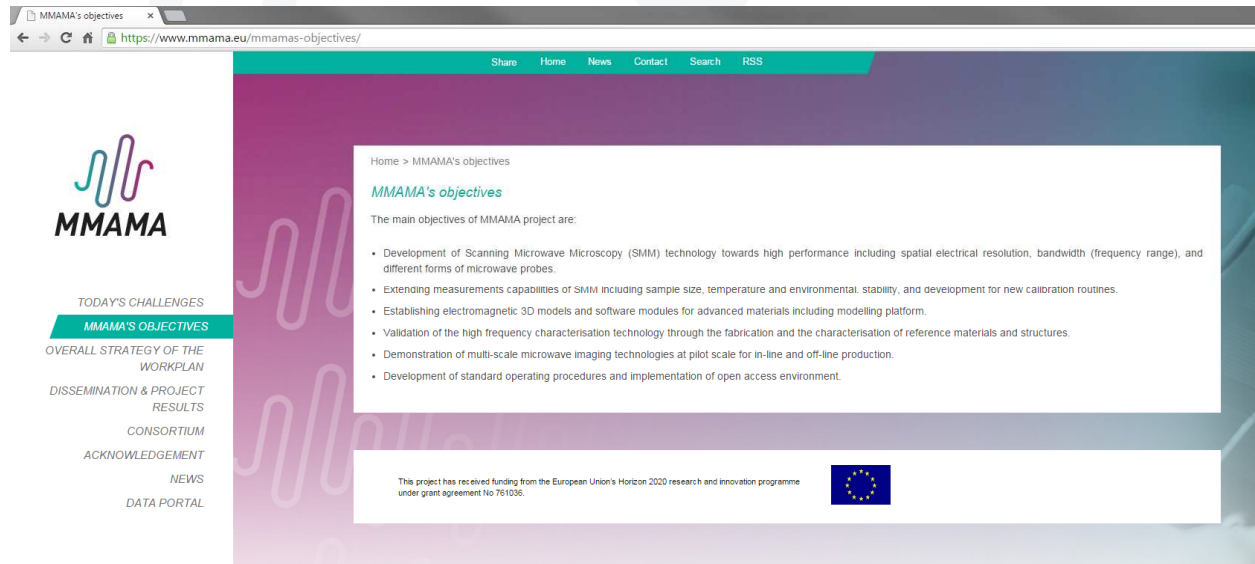 MMAMA's objectives
https://www.mmama.eu/mmamas-objectives/
Share Home News Contact Search RSS
MMAMA
TODAY'S CHALLENGES
MMAMA'S OBJECTIVES
OVERALL STRATEGY OF THE
WORKPLAN
DISSEMINATION & PROJECT
RESULTS
CONSORTIUM
ACKNOWLEDGEMENT
NEWS
DATA PORTAL
Home > MMAMA's objectives
MMAMA's objectives
The main objectives of MMAMA project are:
• Development of Scanning Microwave Microscopy (SMM) technology towards high performance including spatial electrical resolution, bandwidth (frequency range), and
different forms of microwave probes.
• Extending measurements capabilities of SMM including sample size, temperature and environmental. stability, and development for new calibration routines.
• Establishing electromagnetic 3D models and software modules for advanced materials including modelling platform.
• Validation of the high frequency characterisation technology through the fabrication and the characterisation of reference materials and structures.
• Demonstration of multi-scale microwave imaging technologies at pilot scale for in-line and off-line production.
• Development of standard operating procedures and implementation of open access environment.
This project has received funding from the European Union's Horizon 2020 research and innovation programme
under grant agreement No 761036.